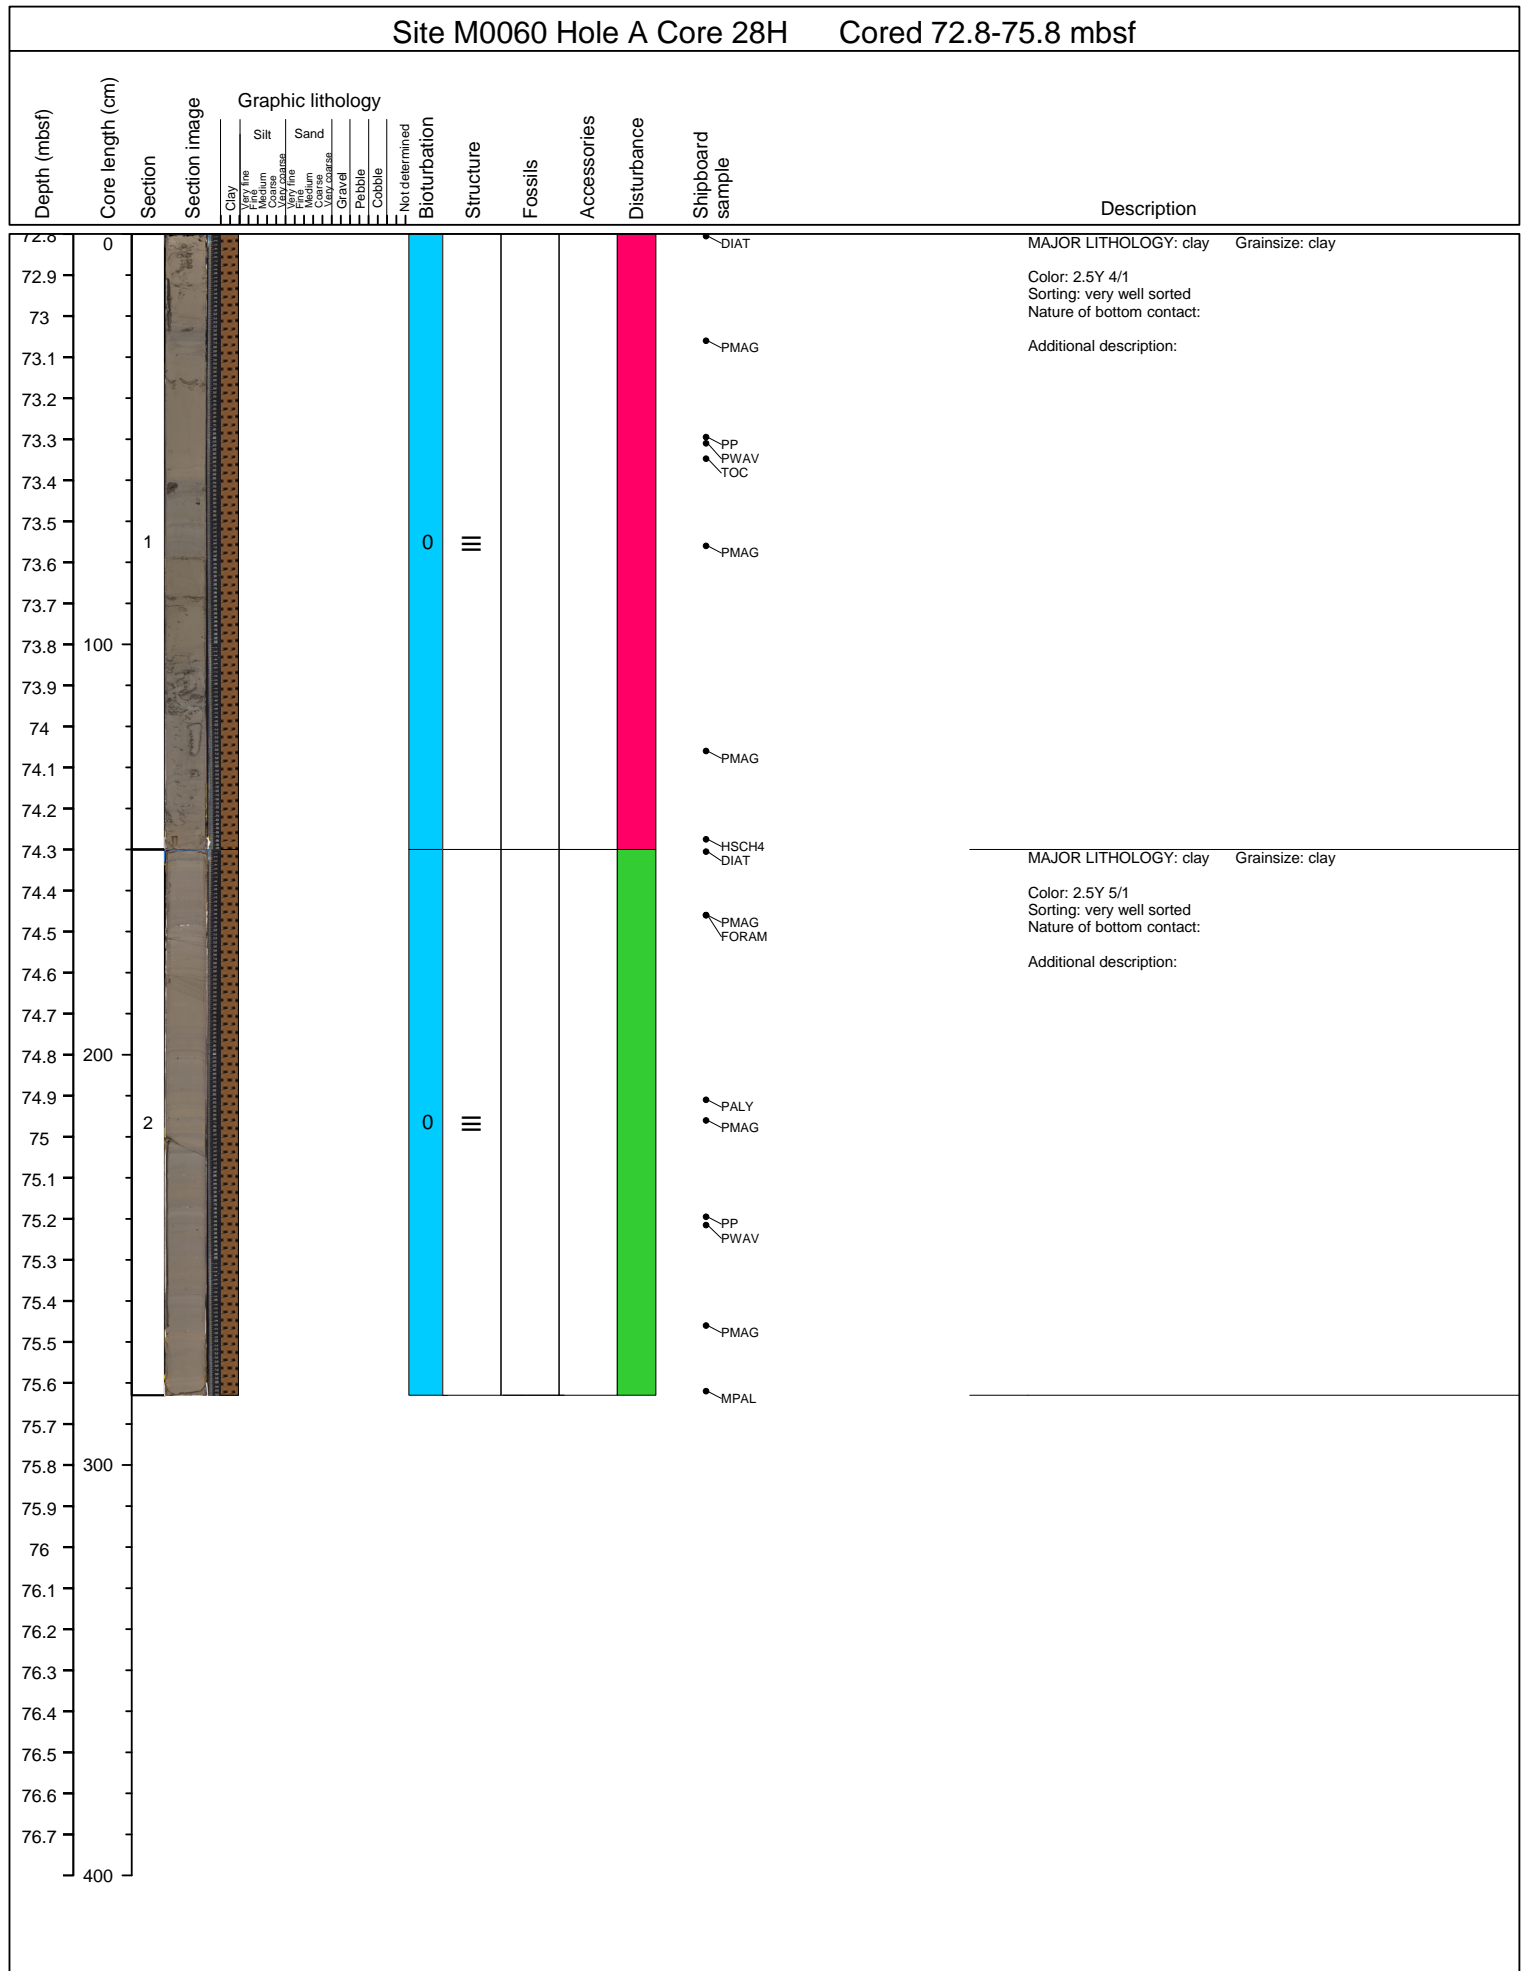 Site M0060 Hole A Core 28H Cored 72.8-75.8 mbsf
Depth (mbsf)
Core length (cm)
Section
Section image
Graphic lithology
Clay
Silt
Very fine
Fine
Medium
Coarse
Very coarse
Sand
Very fine
Fine
Medium
Coarse
Very coarse
Gravel
Pebble
Cobble
Not determined
Bioturbation
Structure
Fossils
Accessories
Disturbance
Shipboard
sample
Description
72.8 0 DIAT MAJOR LITHOLOGY: clay Grainsize: clay
72.9 Color: 2.5Y 4/1
Sorting: very well sorted
73 Nature of bottom contact:
73.1 PMAG Additional description:
73.2
73.3 PP
PWAV
73.4 TOC
73.5
1 0
73.6 PMAG
73.7
73.8 100
73.9
74
74.1 PMAG
74.2
74.3 HSCH4
DIAT MAJOR LITHOLOGY: clay Grainsize: clay
74.4 Color: 2.5Y 5/1
Sorting: very well sorted
74.5 PMAG Nature of bottom contact:
FORAM
74.6 Additional description:
74.7
74.8 200
74.9 PALY
2 0 PMAG
75
75.1
75.2 PP
PWAV
75.3
75.4
75.5 PMAG
75.6 MPAL
75.7
75.8 300
75.9
76
76.1
76.2
76.3
76.4
76.5
76.6
76.7
400